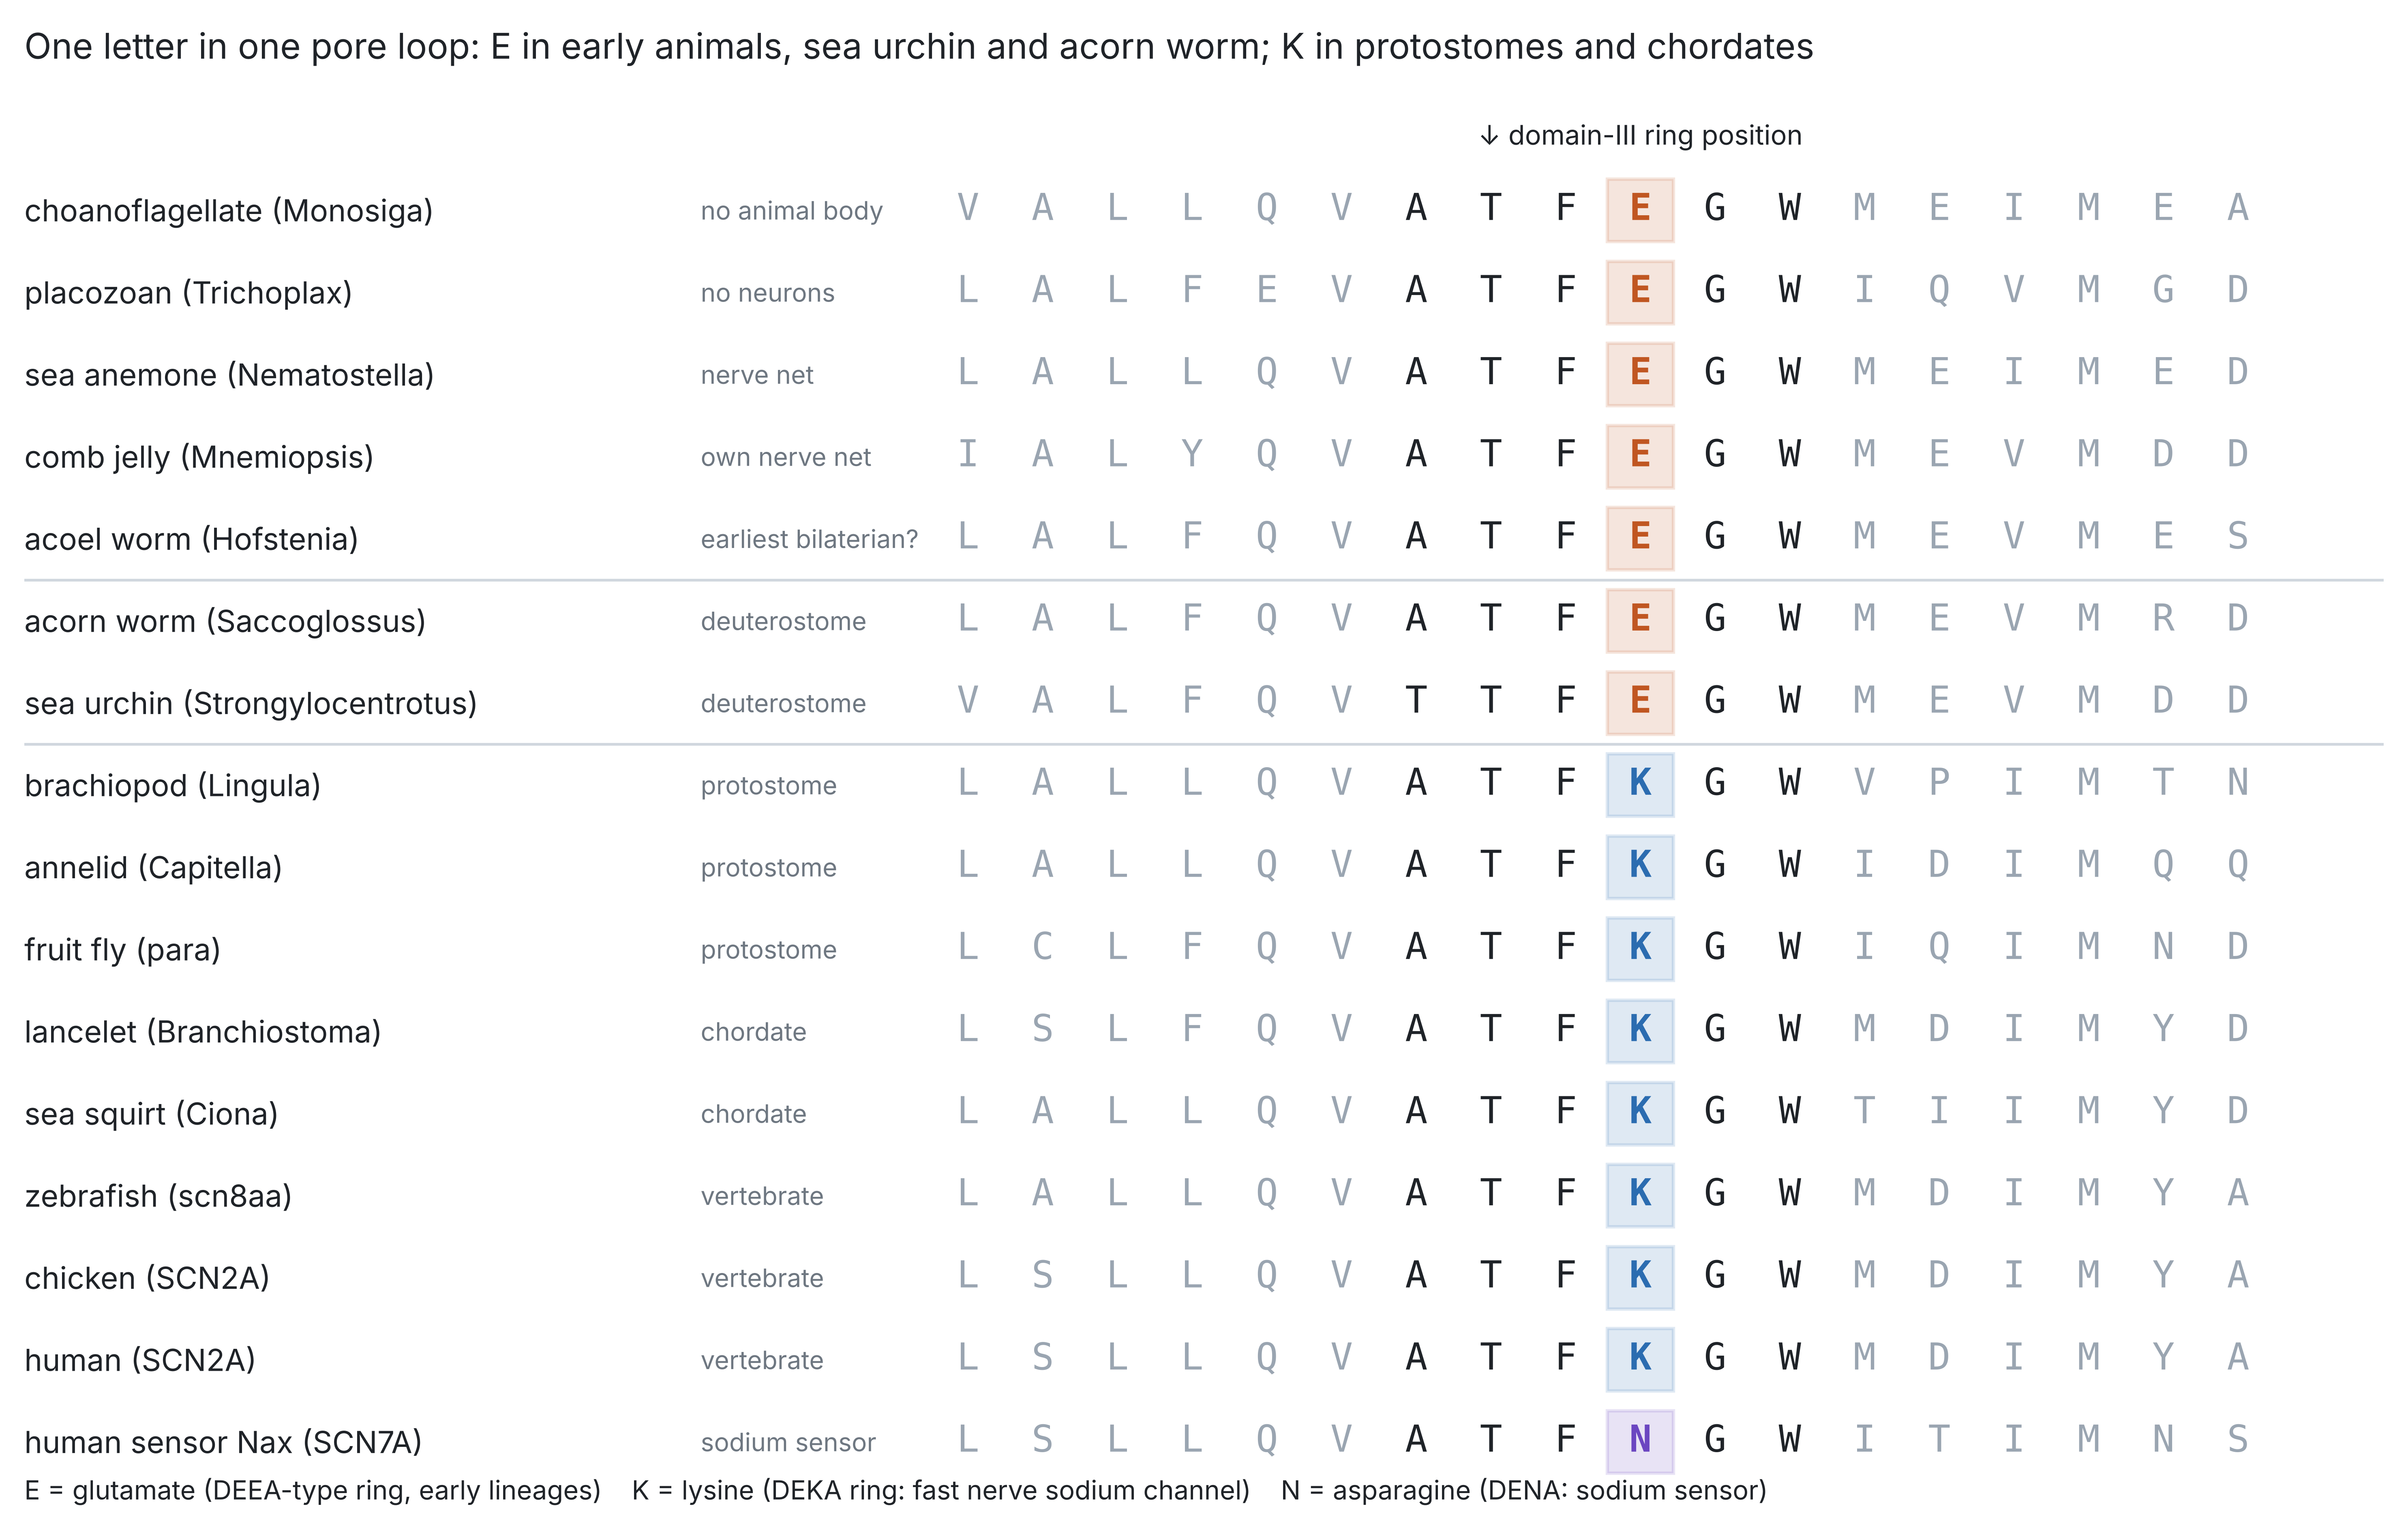 One letter in one pore loop: E in early animals, sea urchin and acorn worm; K in protostomes and chordates
↓ domain-III ring position
choanoflagellate (Monosiga) no animal body V A L L Q V A T F E G W M E I M E A
placozoan (Trichoplax) no neurons L A L F E V A T F E G W I Q V M G D
sea anemone (Nematostella) nerve net L A L L Q V A T F E G W M E I M E D
comb jelly (Mnemiopsis) own nerve net I A L Y Q V A T F E G W M E V M D D
acoel worm (Hofstenia) earliest bilaterian? L A L F Q V A T F E G W M E V M E S
acorn worm (Saccoglossus) deuterostome L A L F Q V A T F E G W M E V M R D
sea urchin (Strongylocentrotus) deuterostome V A L F Q V T T F E G W M E V M D D
brachiopod (Lingula) protostome L A L L Q V A T F K G W V P I M T N
annelid (Capitella) protostome L A L L Q V A T F K G W I D I M Q Q
fruit fly (para) protostome L C L F Q V A T F K G W I Q I M N D
lancelet (Branchiostoma) chordate L S L F Q V A T F K G W M D I M Y D
sea squirt (Ciona) chordate L A L L Q V A T F K G W T I I M Y D
zebrafish (scn8aa) vertebrate L A L L Q V A T F K G W M D I M Y A
chicken (SCN2A) vertebrate L S L L Q V A T F K G W M D I M Y A
human (SCN2A) vertebrate L S L L Q V A T F K G W M D I M Y A
human sensor Nax (SCN7A) sodium sensor L S L L Q V A T F N G W I T I M N S
E = glutamate (DEEA-type ring, early lineages) K = lysine (DEKA ring: fast nerve sodium channel) N = asparagine (DENA: sodium sensor)